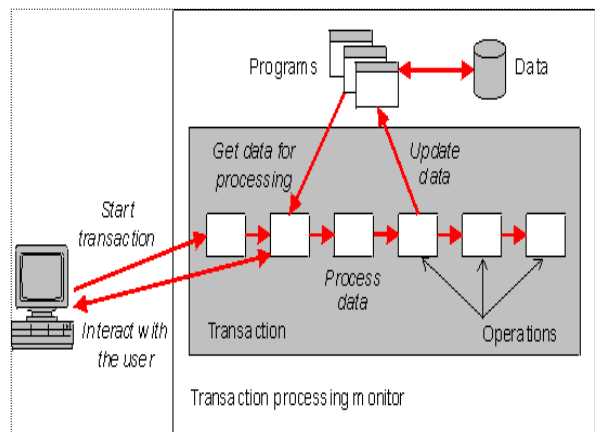 Programs
Data
Get data for
processing
Update
data
Start
transaction
Process
data
Interact with
the user
Transaction
Operations
Transaction processing monitor